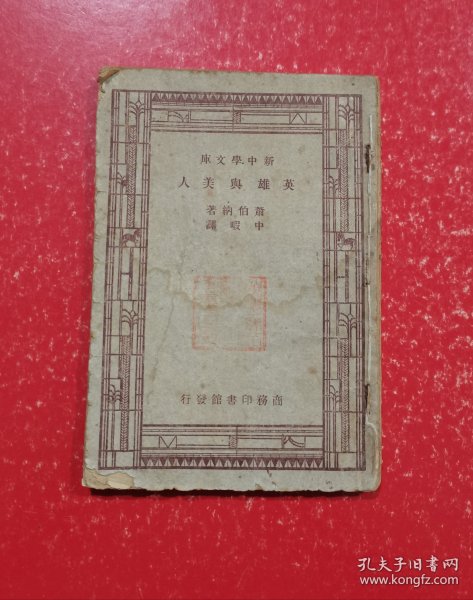 新中學文庫
英雄與美人
蕭伯納著
中暇譯
商務印書館發行
孔夫子旧书网
www.kongfz.com